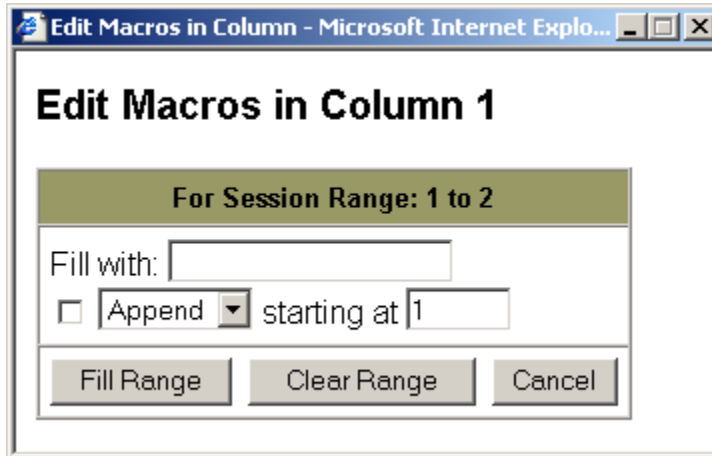 Edit Macros in Column - Microsoft Internet Explo...
Edit Macros in Column 1
For Session Range: 1 to 2
Fill with:
Append starting at 1
Fill Range Clear Range Cancel